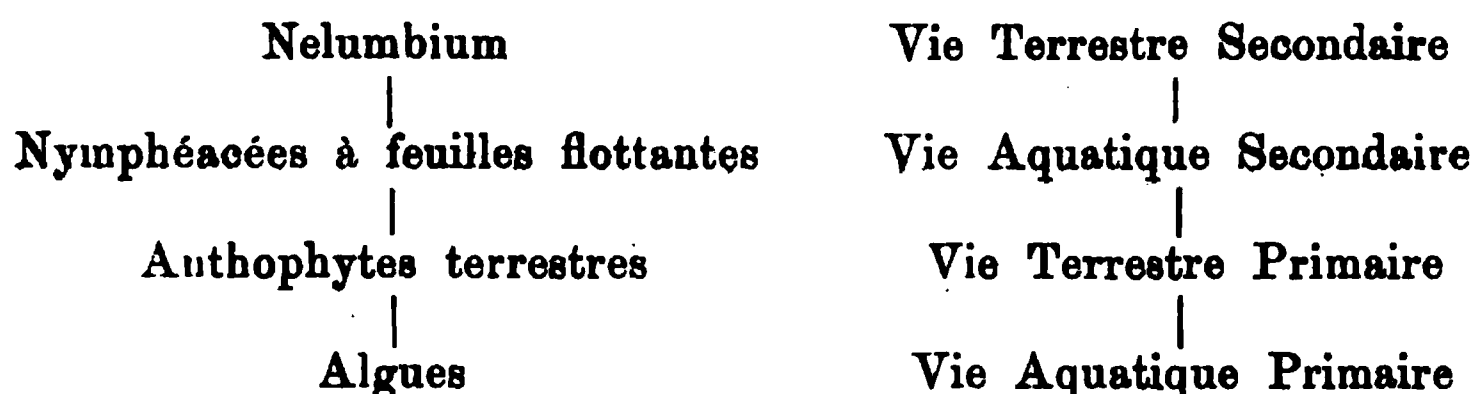 Nelumbium Vie Terrestre Secondaire
Nymphéacées à feuilles flottantes Vie Aquatique Secondaire
Anthophytes terrestres Vie Terrestre Primaire
Algues Vie Aquatique Primaire